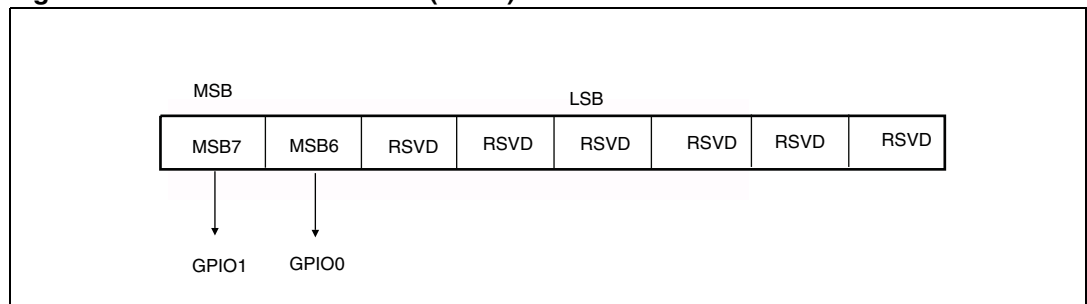 MSB LSB
MSB7 MSB6 RSVD RSVD RSVD RSVD RSVD RSVD
GPIO1 GPIO0